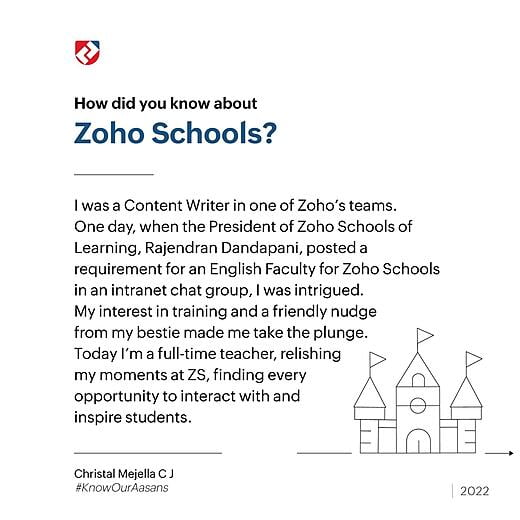 How did you know about
Zoho Schools?
I was a Content Writer in one of Zoho's teams.
One day, when the President of Zoho Schools of
Learning, Rajendran Dandapani, posted a
requirement for an English Faculty for Zoho Schools
in an intranet chat group, I was intrigued.
My interest in training and a friendly nudge
from my bestie made me take the plunge.
Today I'm a full-time teacher, relishing
my moments at ZS, finding every
opportunity to interact with and
inspire students.
Christal Mejella C J
#KnowOurAasans
2022